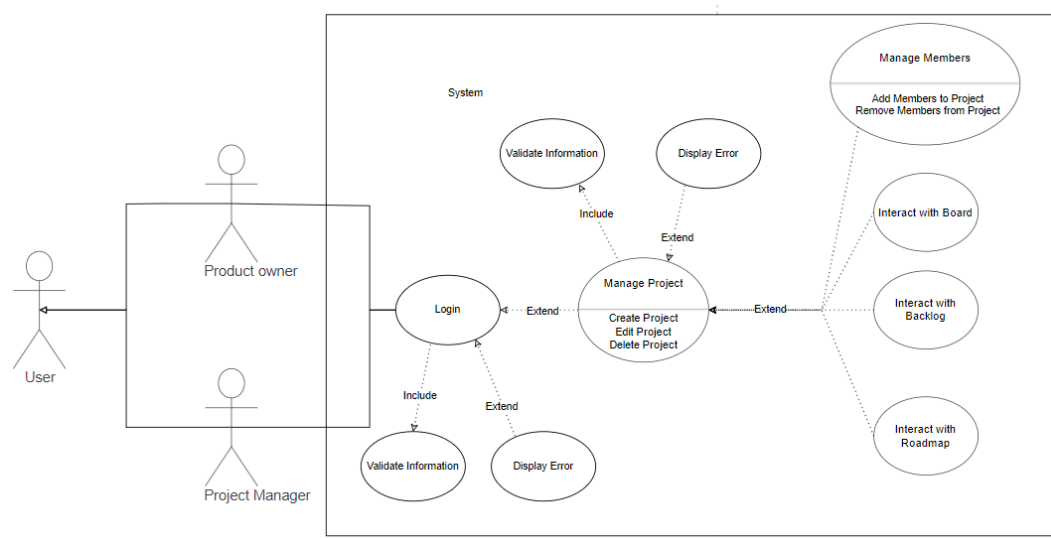 Manage Members
Add Members to Project
Remove Members from Project
System
Validate Information
Display Error
Interact with Board
Include
Extend
Product owner
Manage Project
Create Project
Edit Project
Delete Project
Login
Extend
Extend
Interact with
Backlog
User
Include
Extend
Interact with
Roadmap
Validate Information
Display Error
Project Manager